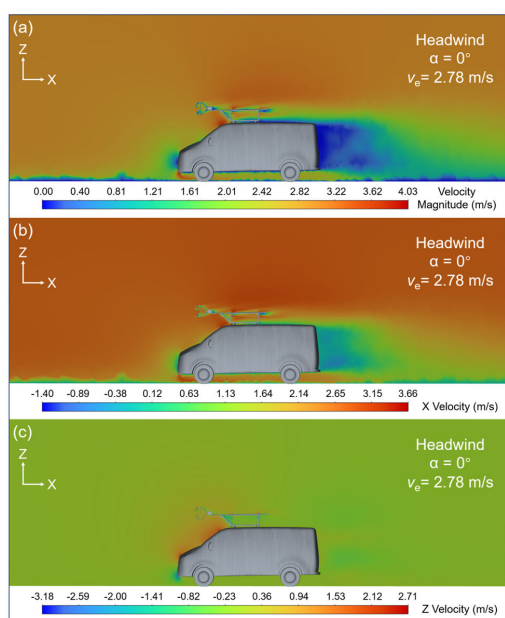 (a)
Z
X
Headwind
α = 0°
vₑ= 2.78 m/s
0.00 0.40 0.81 1.21 1.61 2.01 2.42 2.82 3.22 3.62 4.03 Velocity
Magnitude (m/s)
(b)
Z
X
Headwind
α = 0°
vₑ= 2.78 m/s
-1.40 -0.89 -0.38 0.12 0.63 1.13 1.64 2.14 2.65 3.15 3.66 X Velocity (m/s)
(c)
Z
X
Headwind
α = 0°
vₑ= 2.78 m/s
-3.18 -2.59 -2.00 -1.41 -0.82 -0.23 0.36 0.94 1.53 2.12 2.71
Z Velocity (m/s)